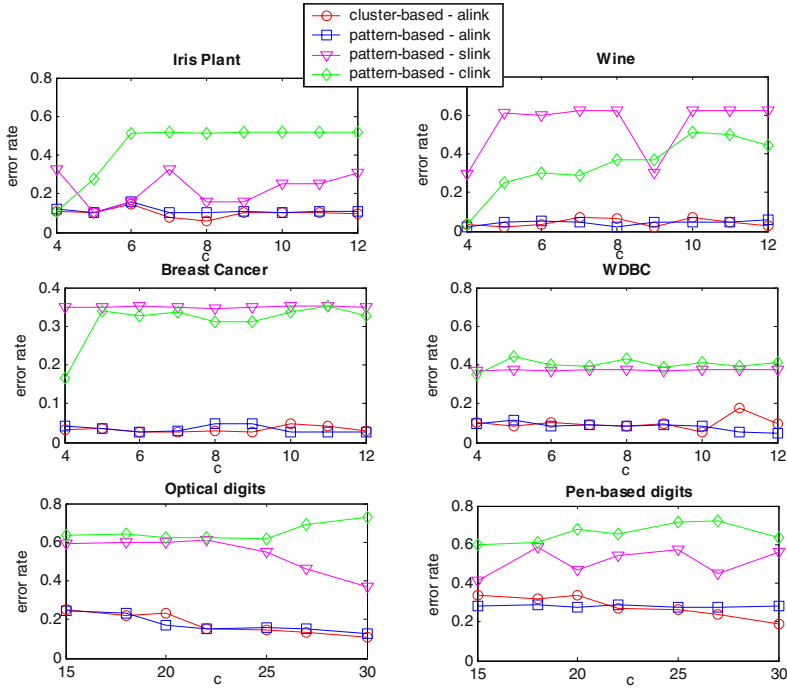 cluster-based - alink
pattern-based - alink
pattern-based - slink
pattern-based - clink
Iris Plant
0.8
0.6
0.4
0.2
0
error rate
4 6 8 10 12
c
Wine
0.8
0.6
0.4
0.2
0
error rate
4 6 8 10 12
c
Breast Cancer
0.4
0.3
0.2
0.1
0
error rate
4 6 8 10 12
c
WDBC
0.8
0.6
0.4
0.2
0
error rate
4 6 8 10 12
c
Optical digits
0.8
0.6
0.4
0.2
0
error rate
15 20 25 30
c
Pen-based digits
0.8
0.6
0.4
0.2
0
error rate
15 20 25 30
c